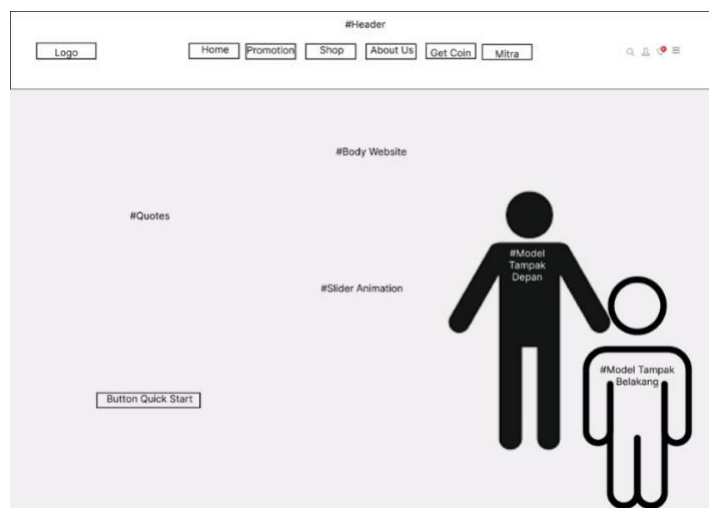 #Header
Logo
Home
Promotion
Shop
About Us
Get Coin
Mitra
#Body Website
#Quotes
#Model
Tampak
Depan
#Slider Animation
#Model Tampak
Belakang
Button Quick Start